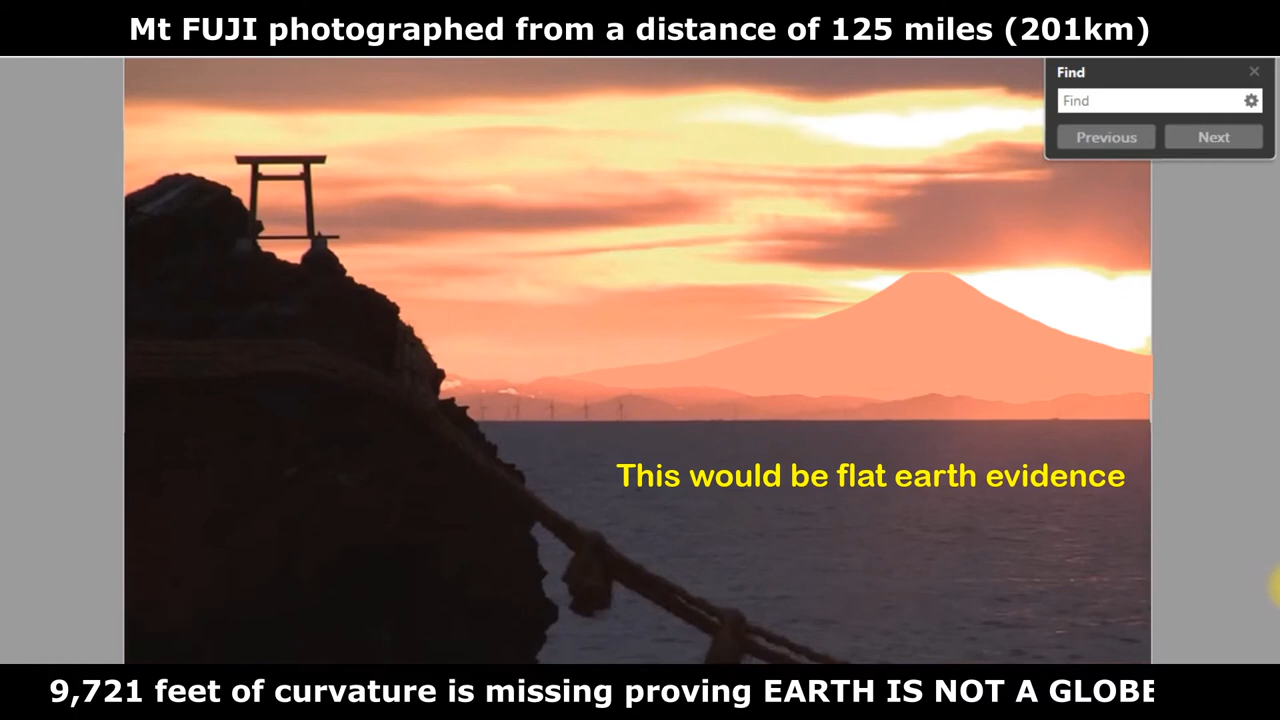 Mt FUJI photographed from a distance of 125 miles (201km)
Find
Find
Previous Next
This would be flat earth evidence
9,721 feet of curvature is missing proving EARTH IS NOT A GLOBE